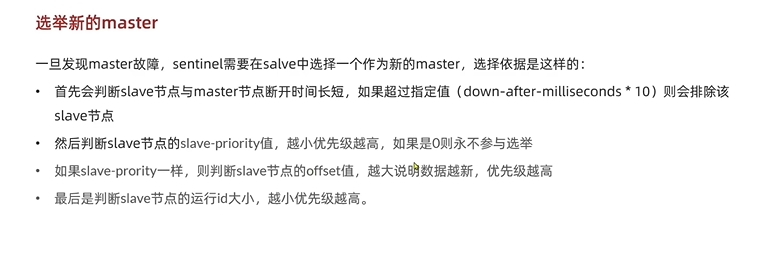 选举新的master
一旦发现master故障，sentinel需要在salve中选择一个作为新的master，选择依据是这样的：
• 首先会判断slave节点与master节点断开时间长短，如果超过指定值（down-after-milliseconds * 10）则会排除该
slave节点
• 然后判断slave节点的slave-priority值，越小优先级越高，如果是0则永不参与选举
• 如果slave-prority一样，则判断slave节点的offset值，越大说明数据越新，优先级越高
• 最后是判断slave节点的运行id大小，越小优先级越高。